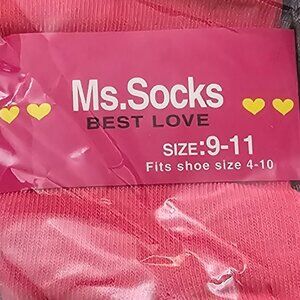 Ms.Socks
BEST LOVE
SIZE:9-11
Fits shoe size 4-10